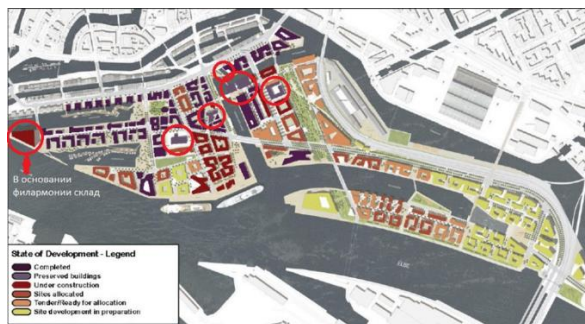 В основании
филармонии склад
ELBE
State of Development - Legend
Completed
Preserved buildings
Under construction
Sites allocated
Tender/Ready for allocation
Site development in preparation